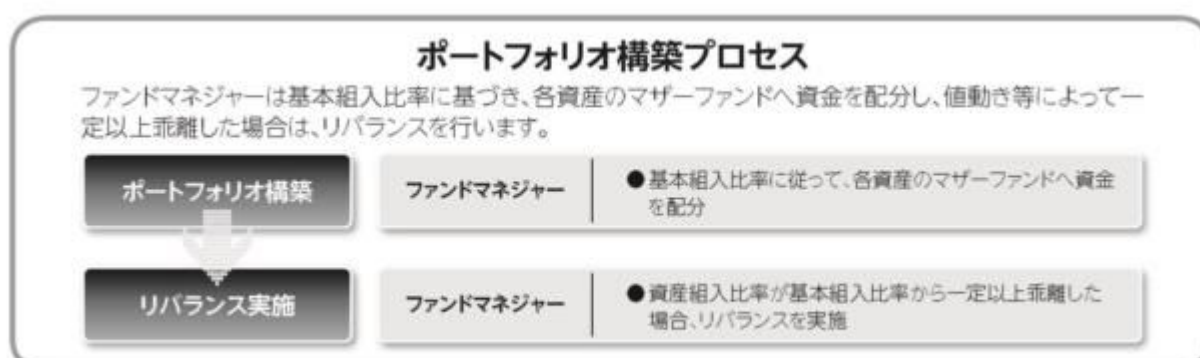 ポートフォリオ構築プロセス
ファンドマネジャーは基本組入比率に基づき、各資産のマザーファンドへ資金を配分し、値動き等によって一
定以上乖離した場合は、リバランスを行います。
ポートフォリオ構築
ファンドマネジャー
●基本組入比率に従って、各資産のマザーファンドへ資金
を配分
リバランス実施
ファンドマネジャー
●資産組入比率が基本組入比率から一定以上乖離した
場合、リバランスを実施